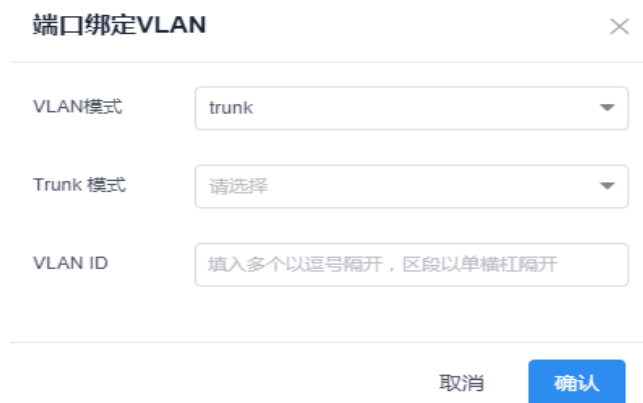 端口绑定VLAN
VLAN模式
trunk
Trunk 模式
请选择
VLAN ID
填入多个以逗号隔开，区段以单横杠隔开
取消
确认